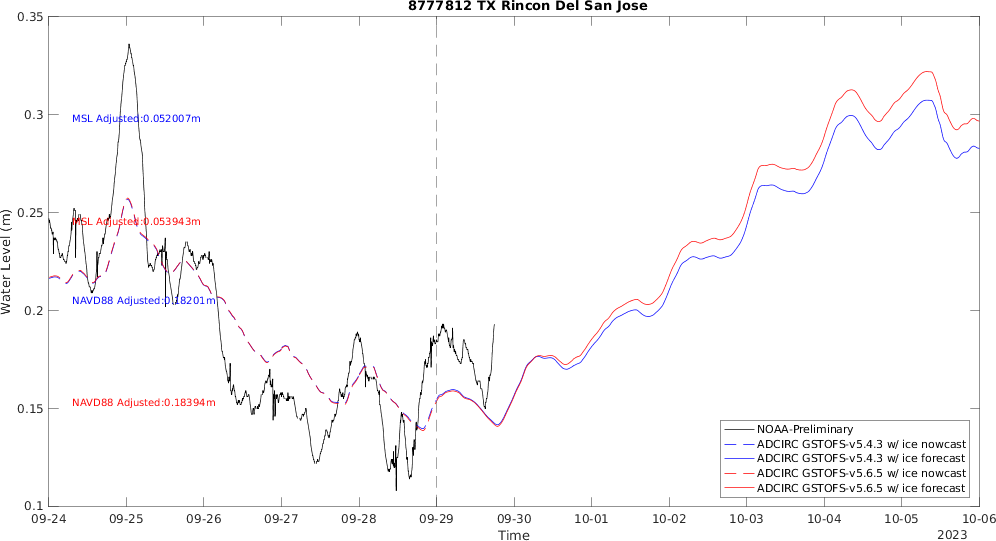 8777812 TX Rincon Del San Jose
0.35
0.3
0.25
0.2
0.15
0.1
Water Level (m)
MSL Adjusted:0.052007m
MSL Adjusted:0.053943m
NAVD88 Adjusted:0.18201m
NAVD88 Adjusted:0.18394m
NOAA-Preliminary
ADCIRC GSTOFS-v5.4.3 w/ ice nowcast
ADCIRC GSTOFS-v5.4.3 w/ ice forecast
ADCIRC GSTOFS-v5.6.5 w/ ice nowcast
ADCIRC GSTOFS-v5.6.5 w/ ice forecast
09-24 09-25 09-26 09-27 09-28 09-29 09-30 10-01 10-02 10-03 10-04 10-05 10-06
Time
2023